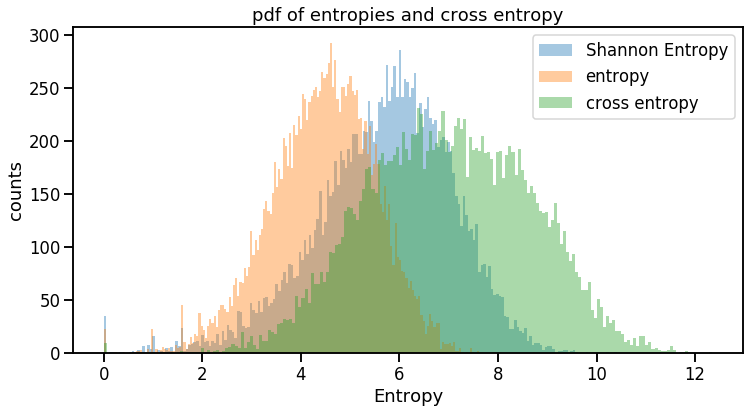 pdf of entropies and cross entropy
300
250
200
150
100
50
0
counts
Shannon Entropy
entropy
cross entropy
0 2 4 6 8 10 12
Entropy